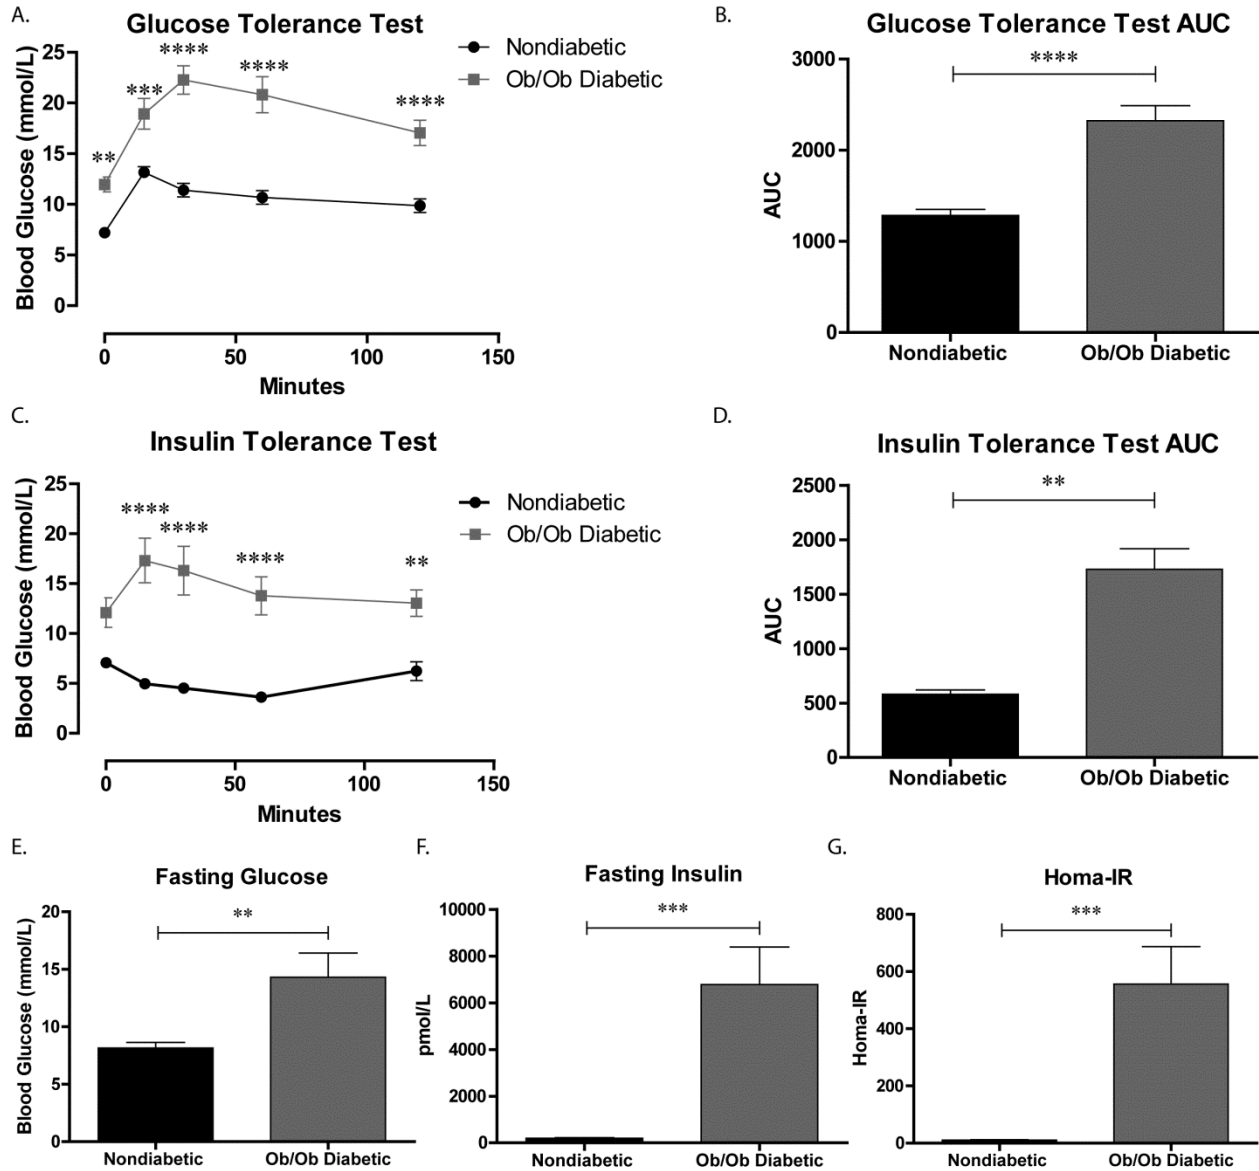 A.
Glucose Tolerance Test
Nondiabetic
Ob/Ob Diabetic
Blood Glucose (mmol/L)
25
20
15
10
5
0
**
***
****
****
****
0 50 100 150
Minutes
B.
Glucose Tolerance Test AUC
****
AUC
3000
2000
1000
0
Nondiabetic Ob/Ob Diabetic
C.
Insulin Tolerance Test
Nondiabetic
Ob/Ob Diabetic
Blood Glucose (mmol/L)
25
20
15
10
5
0
****
****
****
**
0 50 100 150
Minutes
D.
Insulin Tolerance Test AUC
**
AUC
2500
2000
1500
1000
500
0
Nondiabetic Ob/Ob Diabetic
E.
Fasting Glucose
**
Blood Glucose (mmol/L)
20
15
10
5
0
Nondiabetic Ob/Ob Diabetic
F.
Fasting Insulin
***
pmol/L
10000
8000
6000
4000
2000
0
Nondiabetic Ob/Ob Diabetic
G.
Homa-IR
***
Homa-IR
800
600
400
200
0
Nondiabetic Ob/Ob Diabetic